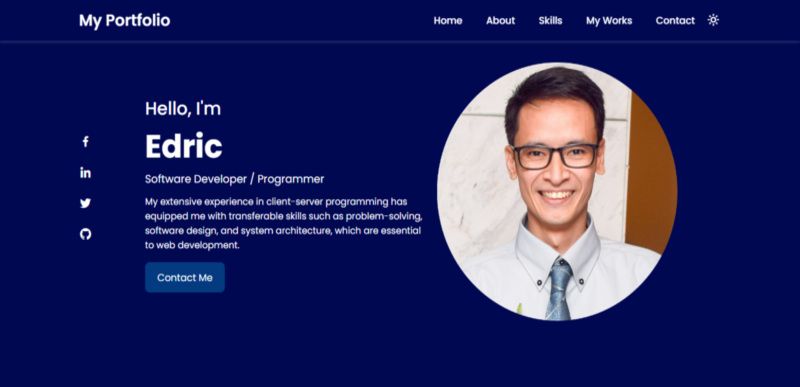 My Portfolio
Home About Skills My Works Contact
Hello, I'm
Edric
Software Developer / Programmer
My extensive experience in client-server programming has
equipped me with transferable skills such as problem-solving,
software design, and system architecture, which are essential
to web development.
Contact Me